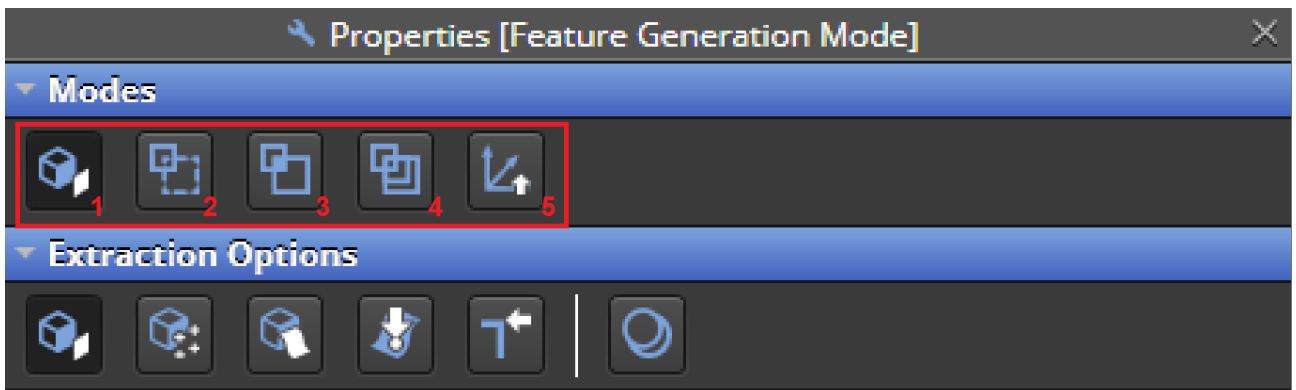 Properties [Feature Generation Mode]
Modes
1 2 3 4 5
Extraction Options